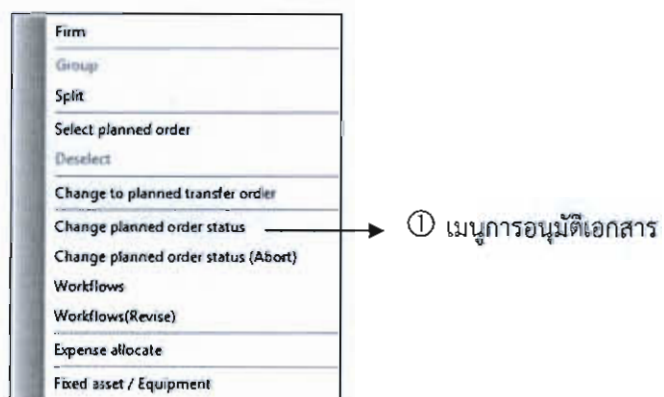 Firm
Group
Split
Select planned order
Deselect
Change to planned transfer order
Change planned order status
① เมนูการอนุมัติเอกสาร
Change planned order status (Abort)
Workflows
Workflows(Revise)
Expense allocate
Fixed asset / Equipment